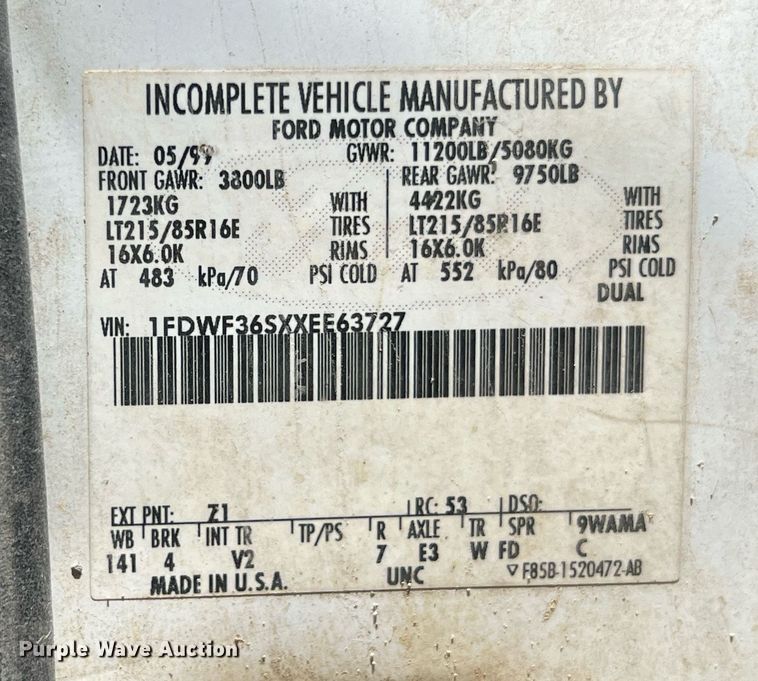 INCOMPLETE VEHICLE MANUFACTURED BY
FORD MOTOR COMPANY
DATE: 05/99 GVWR: 11200LB/5080KG
FRONT GAWR: 3800LB REAR GAWR: 9750LB
1723KG WITH 4422KG WITH
LT215/85R16E TIRES LT215/85R16E TIRES
16X6.0K RIMS 16X6.0K RIMS
AT 483 kPa/70 PSI COLD AT 552 kPa/80 PSI COLD
DUAL
VIN: 1FDWF36SXXEE63727
EXT PNT: Z1 RC: 53 DSO:
WB BRK INT TR TP/PS R AXLE TR SPR 9WAMA
141 4 V2 7 E3 W FD C
MADE IN U.S.A. UNC ▽ F85B-1520472-AB
Purple Wave Auction